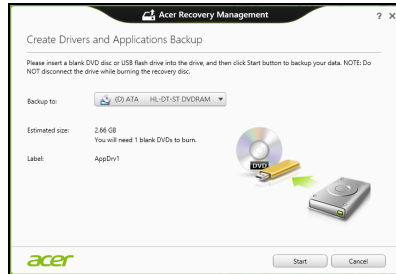 Acer Recovery Management
? X
Create Drivers and Applications Backup
Please insert a blank DVD disc or USB flash drive into the drive, and then click Start button to backup your data. NOTE: Do
NOT disconnect the drive while burning the recovery disc.
Backup to: (D) ATA HL-DT-ST DVDRAM
Estimated size: 2.66 GB
You will need 1 blank DVDs to burn.
Label: AppDrv1
DVD
acer Start Cancel